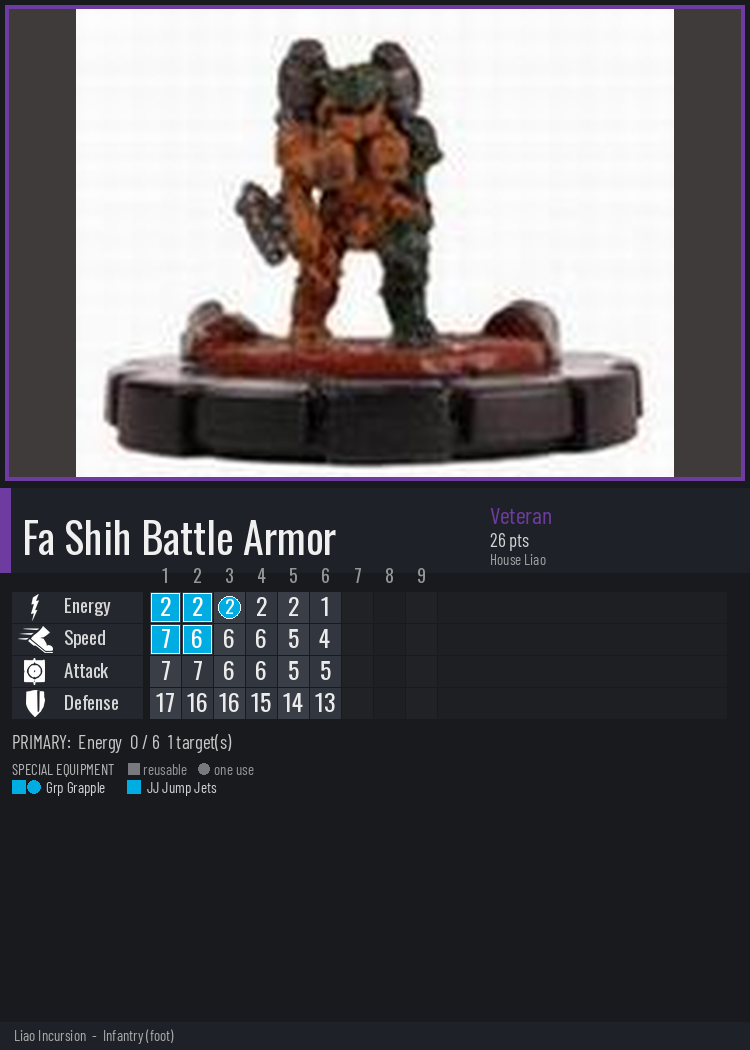 Fa Shih Battle Armor
Veteran
26 pts
House Liao
1 2 3 4 5 6 7 8 9
Energy 2 2 2 2 2 1
Speed 7 6 6 6 5 4
Attack 7 7 6 6 5 5
Defense 17 16 16 15 14 13
PRIMARY: Energy 0 / 6 1 target(s)
SPECIAL EQUIPMENT reusable one use
Grp Grapple JJ Jump Jets
Liao Incursion - Infantry (foot)